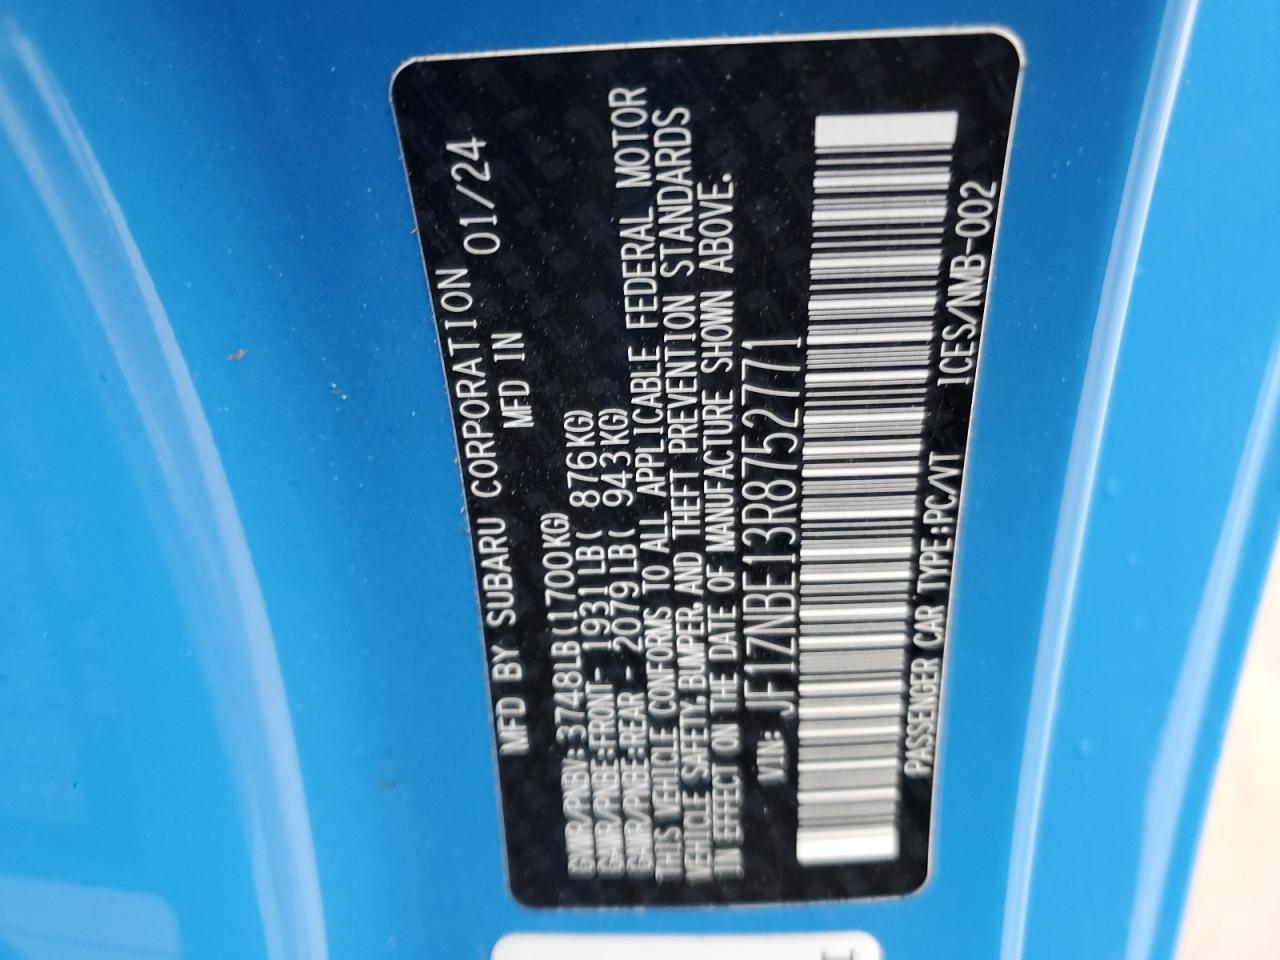 MFD BY SUBARU CORPORATION
MFD IN 01/24
GVWR/PNBV: 3748LB(1700KG)
GAWR/PNBE:FRONT- 1931LB( 876KG)
GAWR/PNBE:REAR - 2079LB( 943KG)
THIS VEHICLE CONFORMS TO ALL APPLICABLE FEDERAL MOTOR
VEHICLE SAFETY, BUMPER, AND THEFT PREVENTION STANDARDS
IN EFFECT ON THE DATE OF MANUFACTURE SHOWN ABOVE.
VIN: JF1ZNBE13R8752771
PASSENGER CAR TYPE:PC/VT ICES/NMB-002